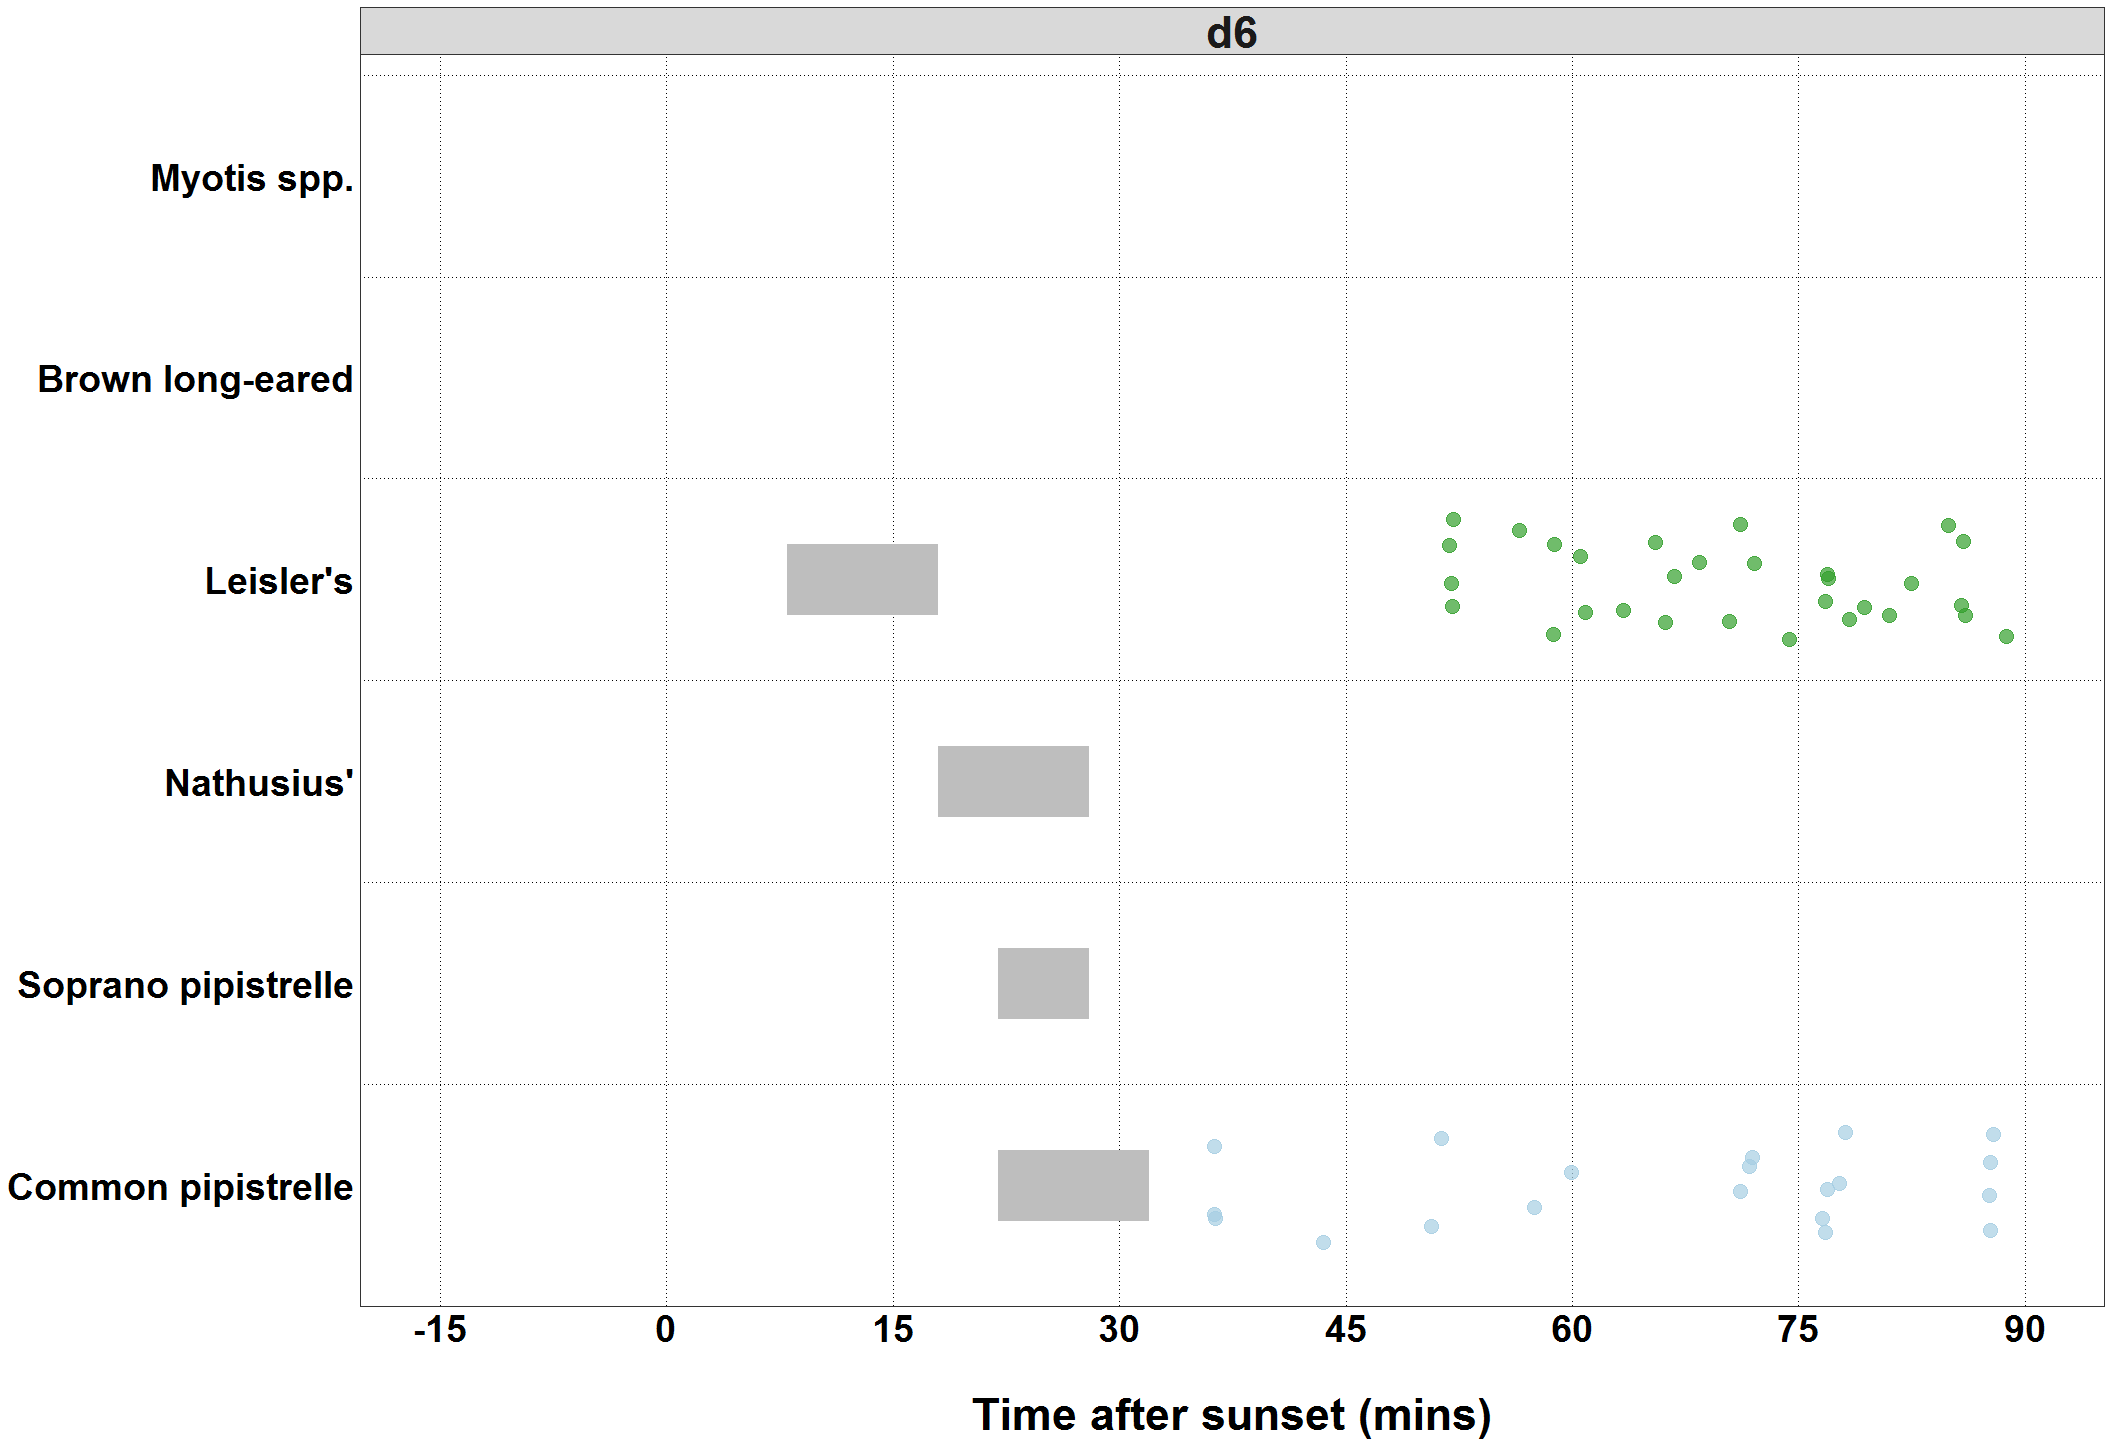 d6
Myotis spp.
Brown long-eared
Leisler's
Nathusius'
Soprano pipistrelle
Common pipistrelle
-15 0 15 30 45 60 75 90
Time after sunset (mins)